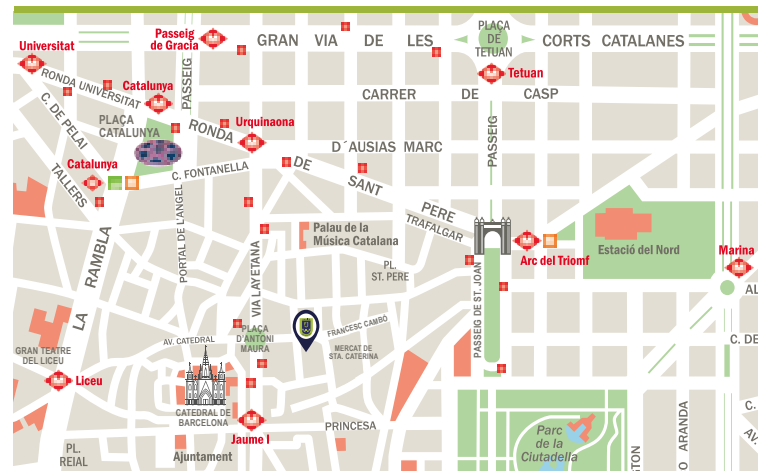 Passeig
de Gracia
GRAN VIA DE LES
PLAÇA
DE
TETUAN
CORTS CATALANES
Universitat
Tetuan
RONDA UNIVERSITAT
Catalunya
PASSEIG
CARRER DE CASP
C. DE PELAI
PLAÇA
CATALUNYA
RONDA
Urquinaona
D´AUSIAS MARC
PASSEIG
Catalunya
C. FONTANELLA
DE
SANT
TALLERS
PERE
TRAFALGAR
PORTAL DE L'ANGEL
Palau de la
Música Catalana
Estació del Nord
LA RAMBLA
VIA LAYETANA
Arc del Triomf
Marina
PL.
ST. PERE
PASSEIG DE ST. JOAN
AL
FRANCESC CAMBÓ
PLAÇA
D'ANTONI
MAURA
AV. CATEDRAL
C. DE
GRAN TEATRE
DEL LICEU
MERCAT DE
STA. CATERINA
Liceu
CATEDRAL DE
BARCELONA
Jaume I
PRINCESA
C.
AV.
Parc
de la
Ciutadella
ARANDA
GTON
PL.
REIAL
Ajuntament